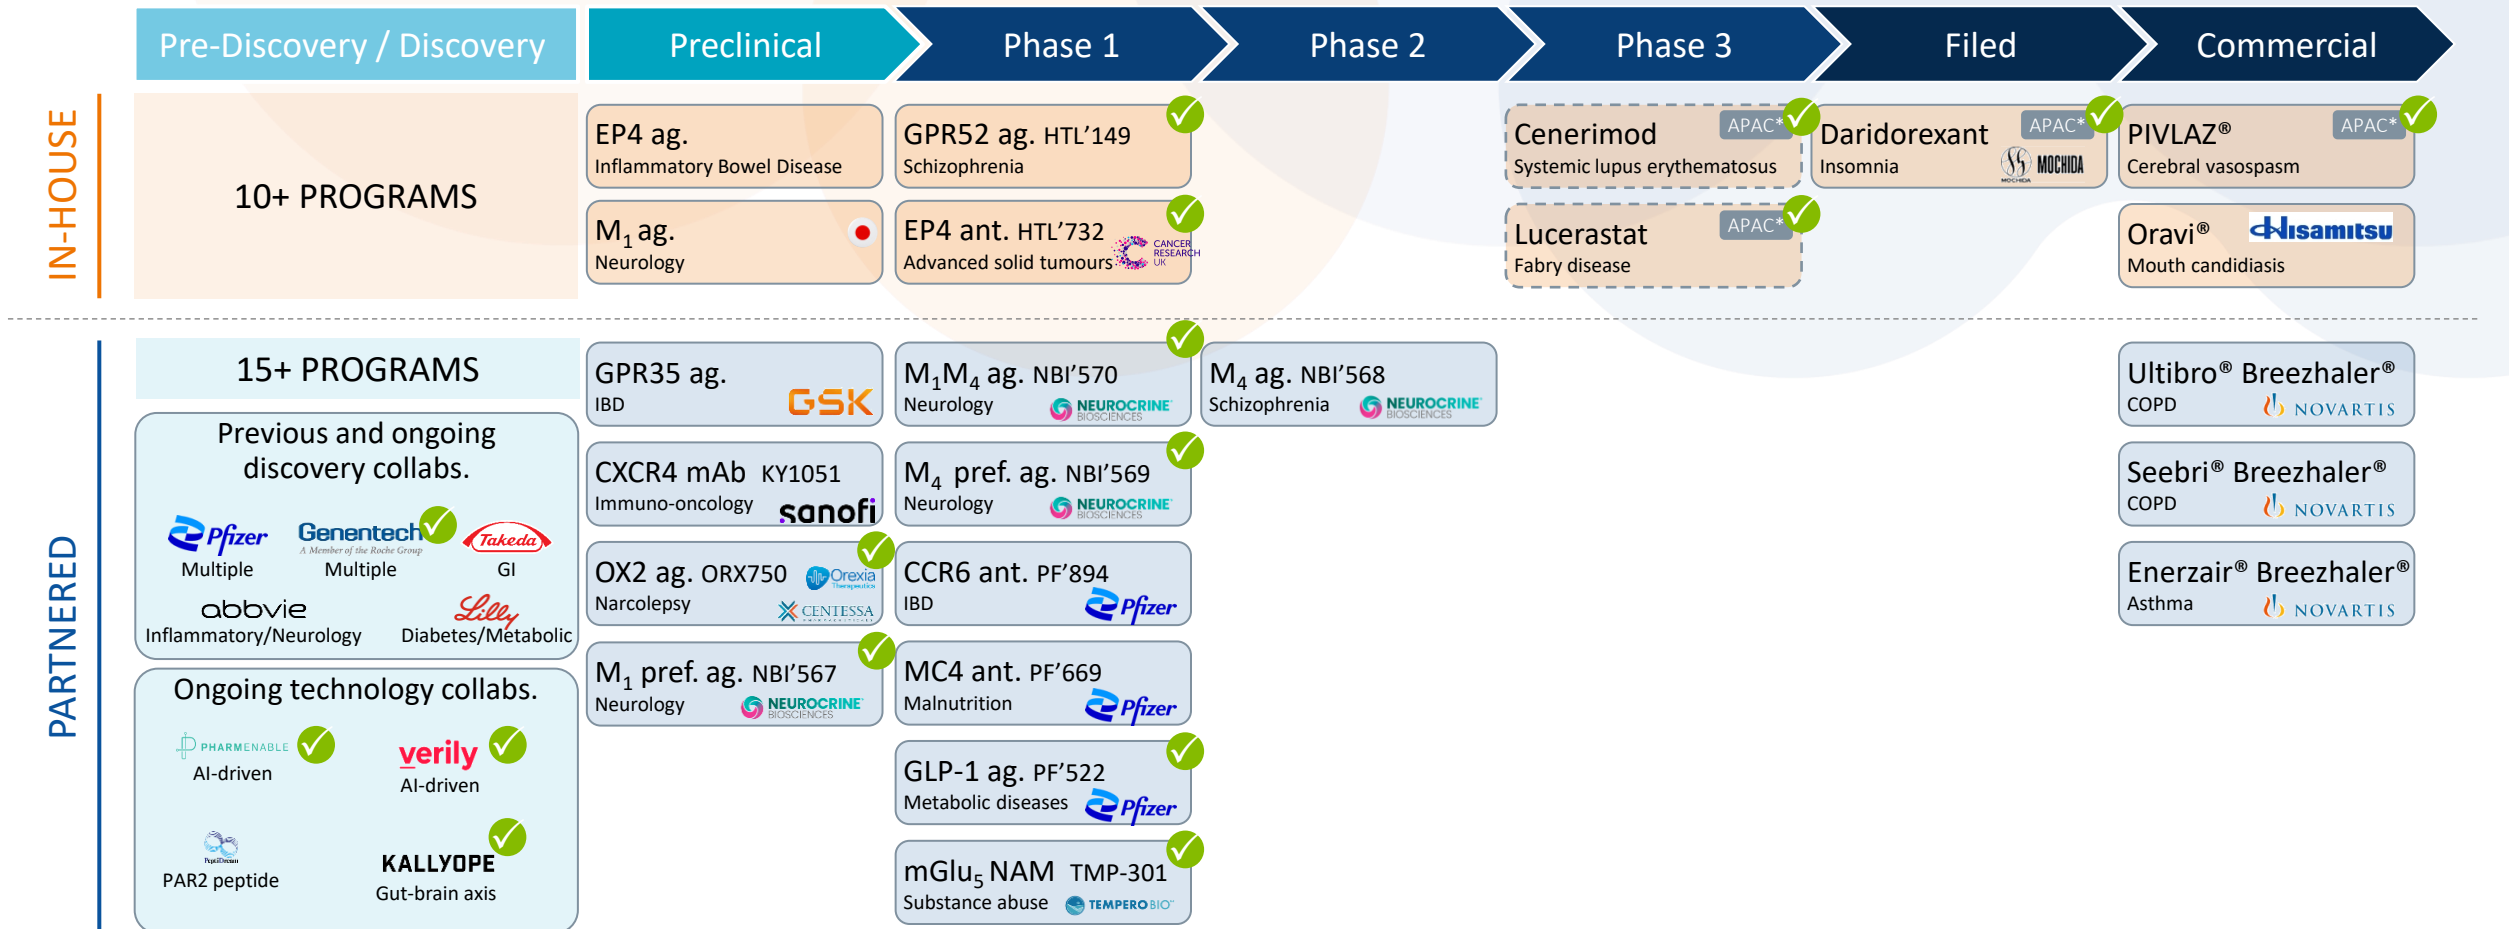 Pre-Discovery / Discovery
Preclinical
Phase 1
Phase 2
Phase 3
Filed
Commercial
IN-HOUSE
10+ PROGRAMS
EP4 ag.
Inflammatory Bowel Disease
M1 ag.
Neurology
GPR52 ag. HTL’149
Schizophrenia
EP4 ant. HTL’732
Advanced solid tumours
CANCER
RESEARCH
UK
Cenerimod
APAC*
Systemic lupus erythematosus
Lucerastat
APAC*
Fabry disease
Daridorexant
APAC*
Insomnia
MOCHIDA
MOCHIDA
PIVLAZ®
APAC*
Cerebral vasospasm
Oravi®
Hisamitsu
Mouth candidiasis
PARTNERED
15+ PROGRAMS
Previous and ongoing
discovery collabs.
Pfizer
Multiple
Genentech
A Member of the Roche Group
Multiple
Takeda
GI
abbvie
Inflammatory/Neurology
Lilly
Diabetes/Metabolic
Ongoing technology collabs.
PHARMENABLE
AI-driven
verily
AI-driven
PeptiDream
PAR2 peptide
KALLYOPE
Gut-brain axis
GPR35 ag.
IBD
GSK
CXCR4 mAb KY1051
Immuno-oncology
sanofi
OX2 ag. ORX750
Orexia
Therapeutics
Narcolepsy
CENTESSA
PHARMACEUTICALS
M1 pref. ag. NBI’567
Neurology
NEUROCRINE
BIOSCIENCES
M1M4 ag. NBI’570
Neurology
NEUROCRINE
BIOSCIENCES
M4 pref. ag. NBI’569
Neurology
NEUROCRINE
BIOSCIENCES
CCR6 ant. PF’894
IBD
Pfizer
MC4 ant. PF’669
Malnutrition
Pfizer
GLP-1 ag. PF’522
Metabolic diseases
Pfizer
mGlu5 NAM TMP-301
Substance abuse
TEMPERO BIO™
M4 ag. NBI’568
Schizophrenia
NEUROCRINE
BIOSCIENCES
Ultibro® Breezhaler®
COPD
NOVARTIS
Seebri® Breezhaler®
COPD
NOVARTIS
Enerzair® Breezhaler®
Asthma
NOVARTIS